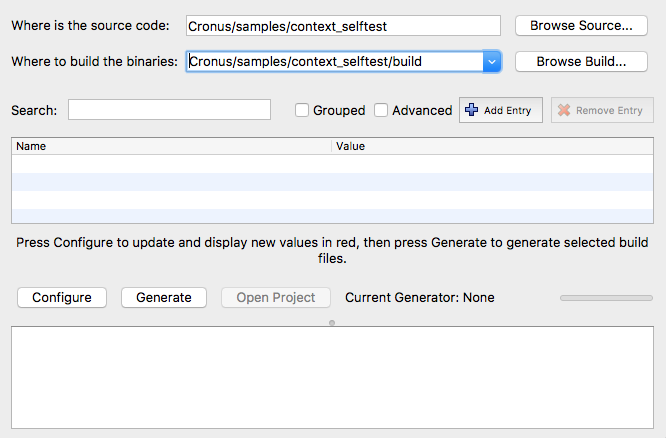 Where is the source code: Cronus/samples/context_selftest Browse Source...
Where to build the binaries: Cronus/samples/context_selftest/build Browse Build...
Search: Grouped Advanced Add Entry Remove Entry
Name Value
Press Configure to update and display new values in red, then press Generate to generate selected build
files.
Configure Generate Open Project Current Generator: None